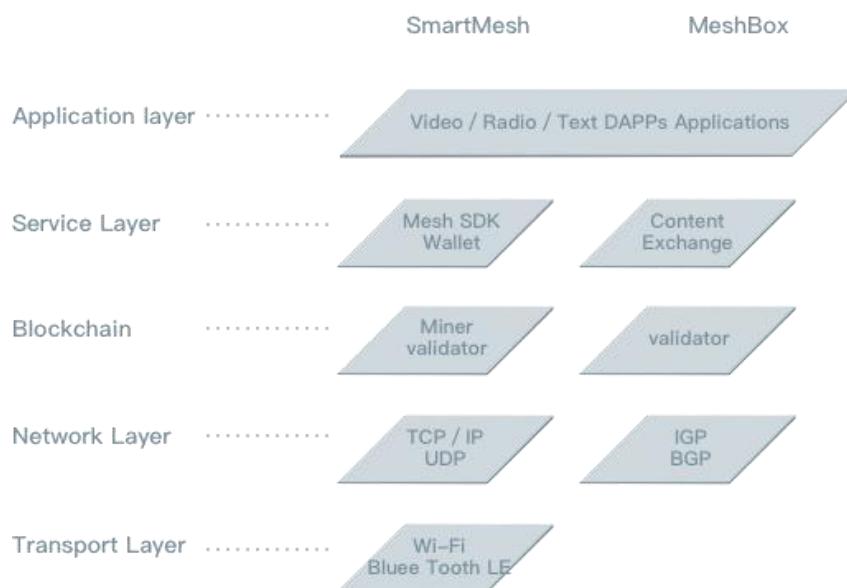 SmartMesh MeshBox
Application layer
Video / Radio / Text DAPPs Applications
Service Layer
Mesh SDK
Wallet
Content
Exchange
Blockchain
Miner
validator
validator
Network Layer
TCP / IP
UDP
IGP
BGP
Transport Layer
Wi-Fi
Bluee Tooth LE